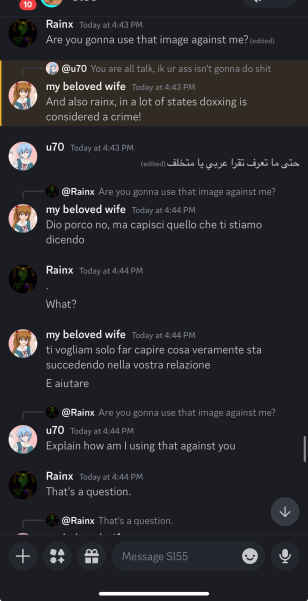 10
Rainx Today at 4:43 PM
Are you gonna use that image against me? (edited)
@u70 You are all talk, ik ur ass isn't gonna do shit
my beloved wife Today at 4:43 PM
And also rainx, in a lot of states doxxing is
considered a crime!
u70 Today at 4:43 PM
حتى ما تعرف تقرا عربي يا متخلف (edited)
@Rainx Are you gonna use that image against me?
my beloved wife Today at 4:44 PM
Dio porco no, ma capisci quello che ti stiamo
dicendo
Rainx Today at 4:44 PM
.
What?
my beloved wife Today at 4:44 PM
ti vogliam solo far capire cosa veramente sta
succedendo nella vostra relazione
E aiutare
@Rainx Are you gonna use that image against me?
u70 Today at 4:44 PM
Explain how am I using that against you
Rainx Today at 4:44 PM
That's a question.
@Rainx That's a question.
Message S!55